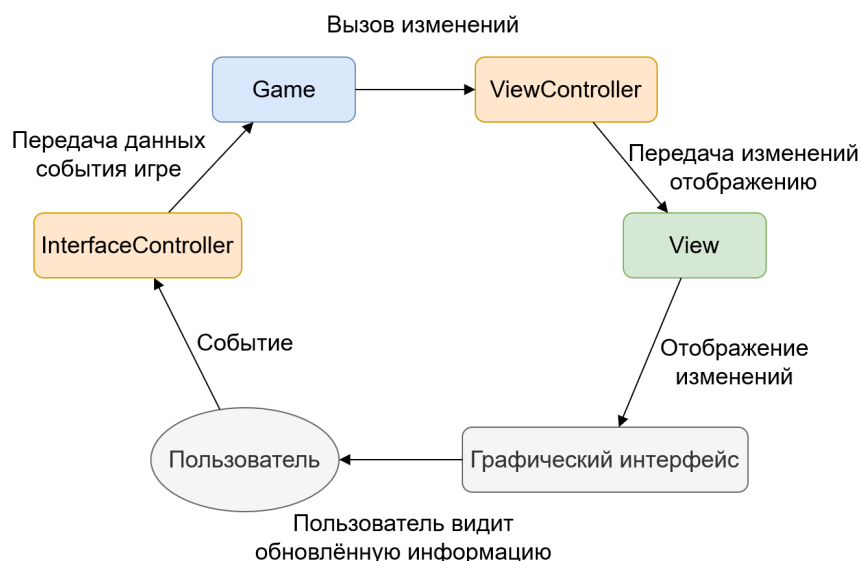 Вызов изменений
Game
ViewController
Передача данных
события игре
Передача изменений
отображению
InterfaceController
View
Событие
Отображение
изменений
Пользователь
Графический интерфейс
Пользователь видит
обновлённую информацию